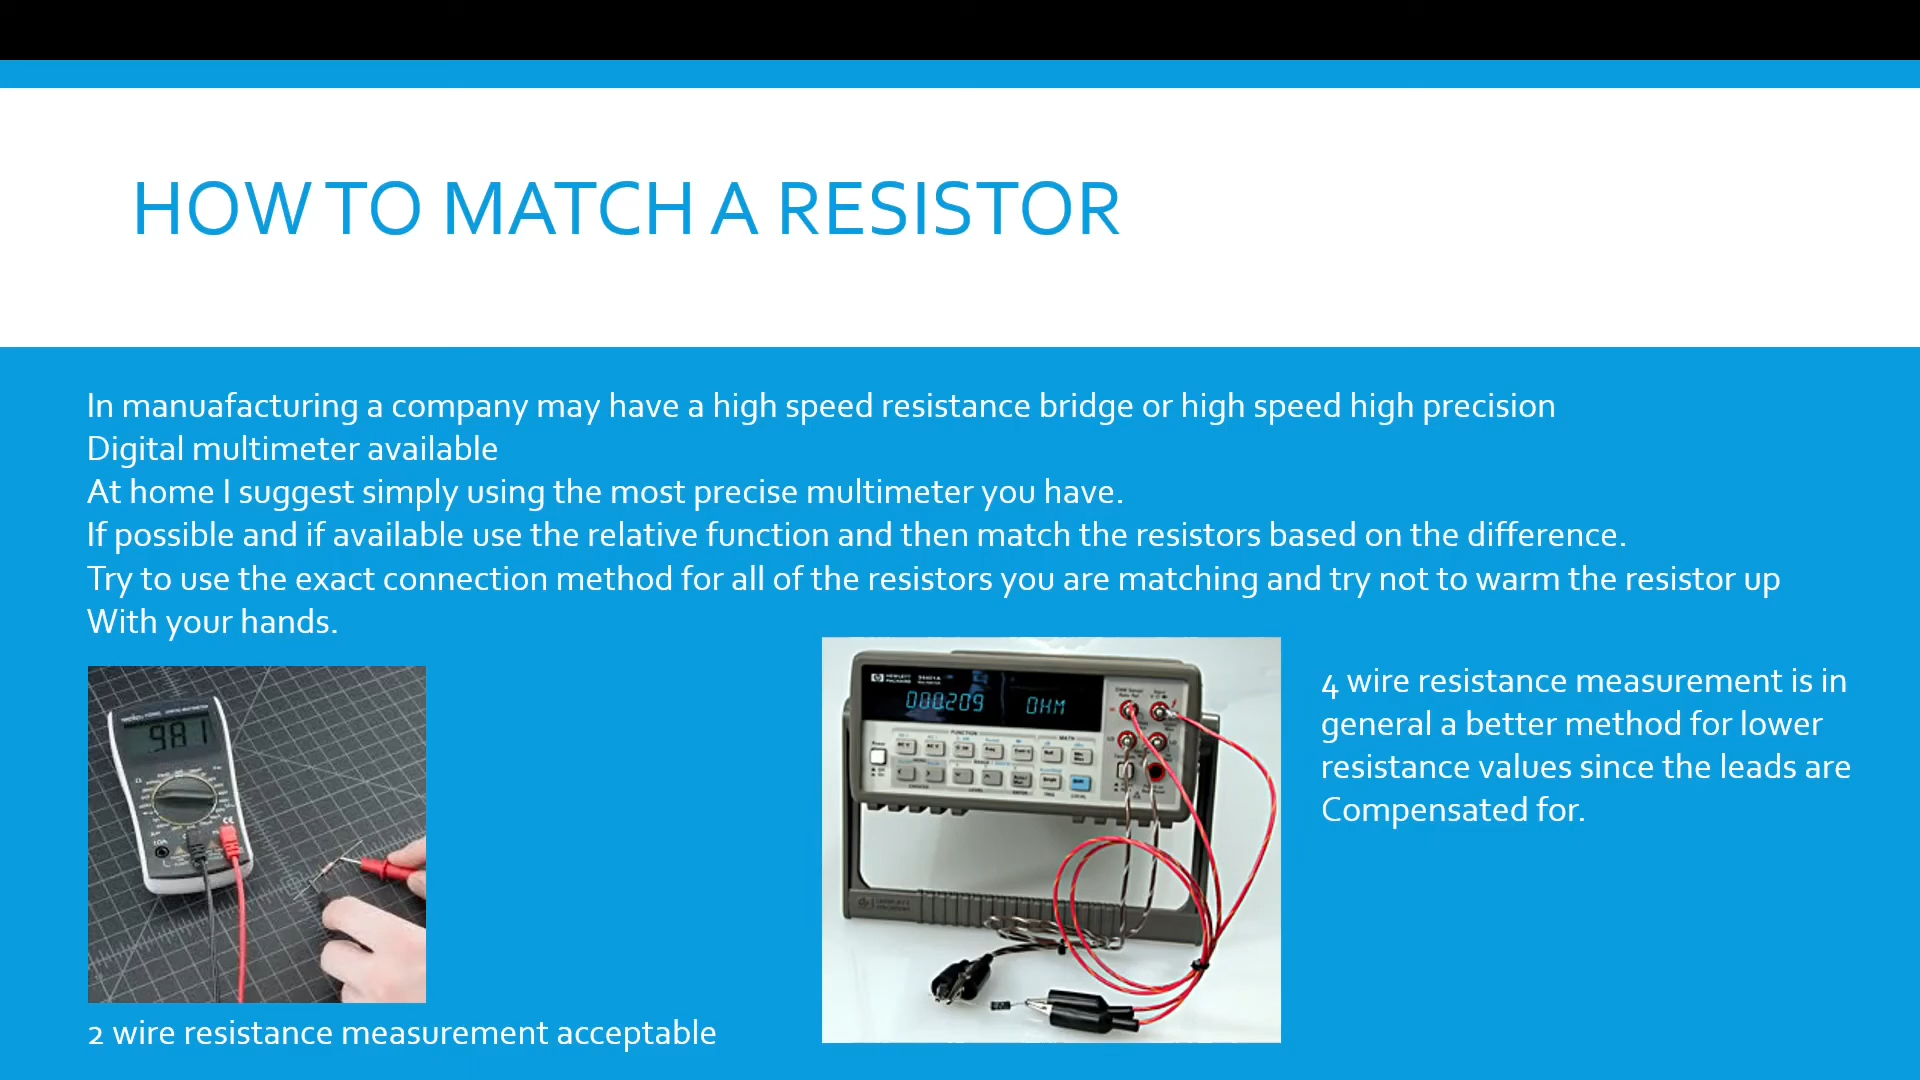 HOW TO MATCH A RESISTOR
In manuafacturing a company may have a high speed resistance bridge or high speed high precision
Digital multimeter available
At home I suggest simply using the most precise multimeter you have.
If possible and if available use the relative function and then match the resistors based on the difference.
Try to use the exact connection method for all of the resistors you are matching and try not to warm the resistor up
With your hands.
981
2 wire resistance measurement acceptable
HEWLETT
PACKARD
34401A
000.209 OHM
4 wire resistance measurement is in
general a better method for lower
resistance values since the leads are
Compensated for.